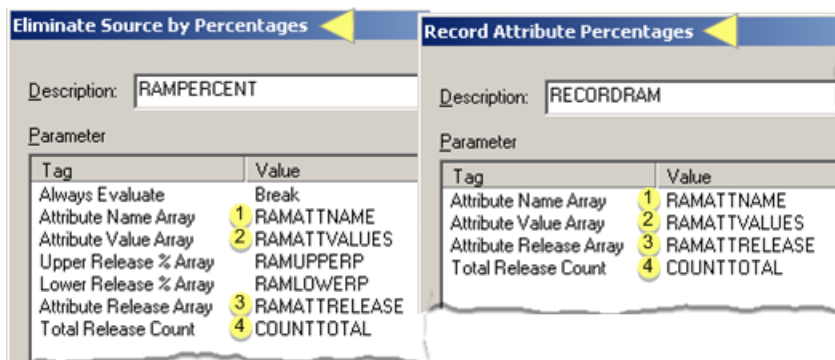 Eliminate Source by Percentages
Description: RAMPERCENT
Parameter
Tag Value
Always Evaluate Break
Attribute Name Array 1 RAMATTNAME
Attribute Value Array 2 RAMATTVALUES
Upper Release % Array RAMUPPERP
Lower Release % Array RAMLOWERP
Attribute Release Array 3 RAMATTRELEASE
Total Release Count 4 COUNTTOTAL
Record Attribute Percentages
Description: RECORDRAM
Parameter
Tag Value
Attribute Name Array 1 RAMATTNAME
Attribute Value Array 2 RAMATTVALUES
Attribute Release Array 3 RAMATTRELEASE
Total Release Count 4 COUNTTOTAL